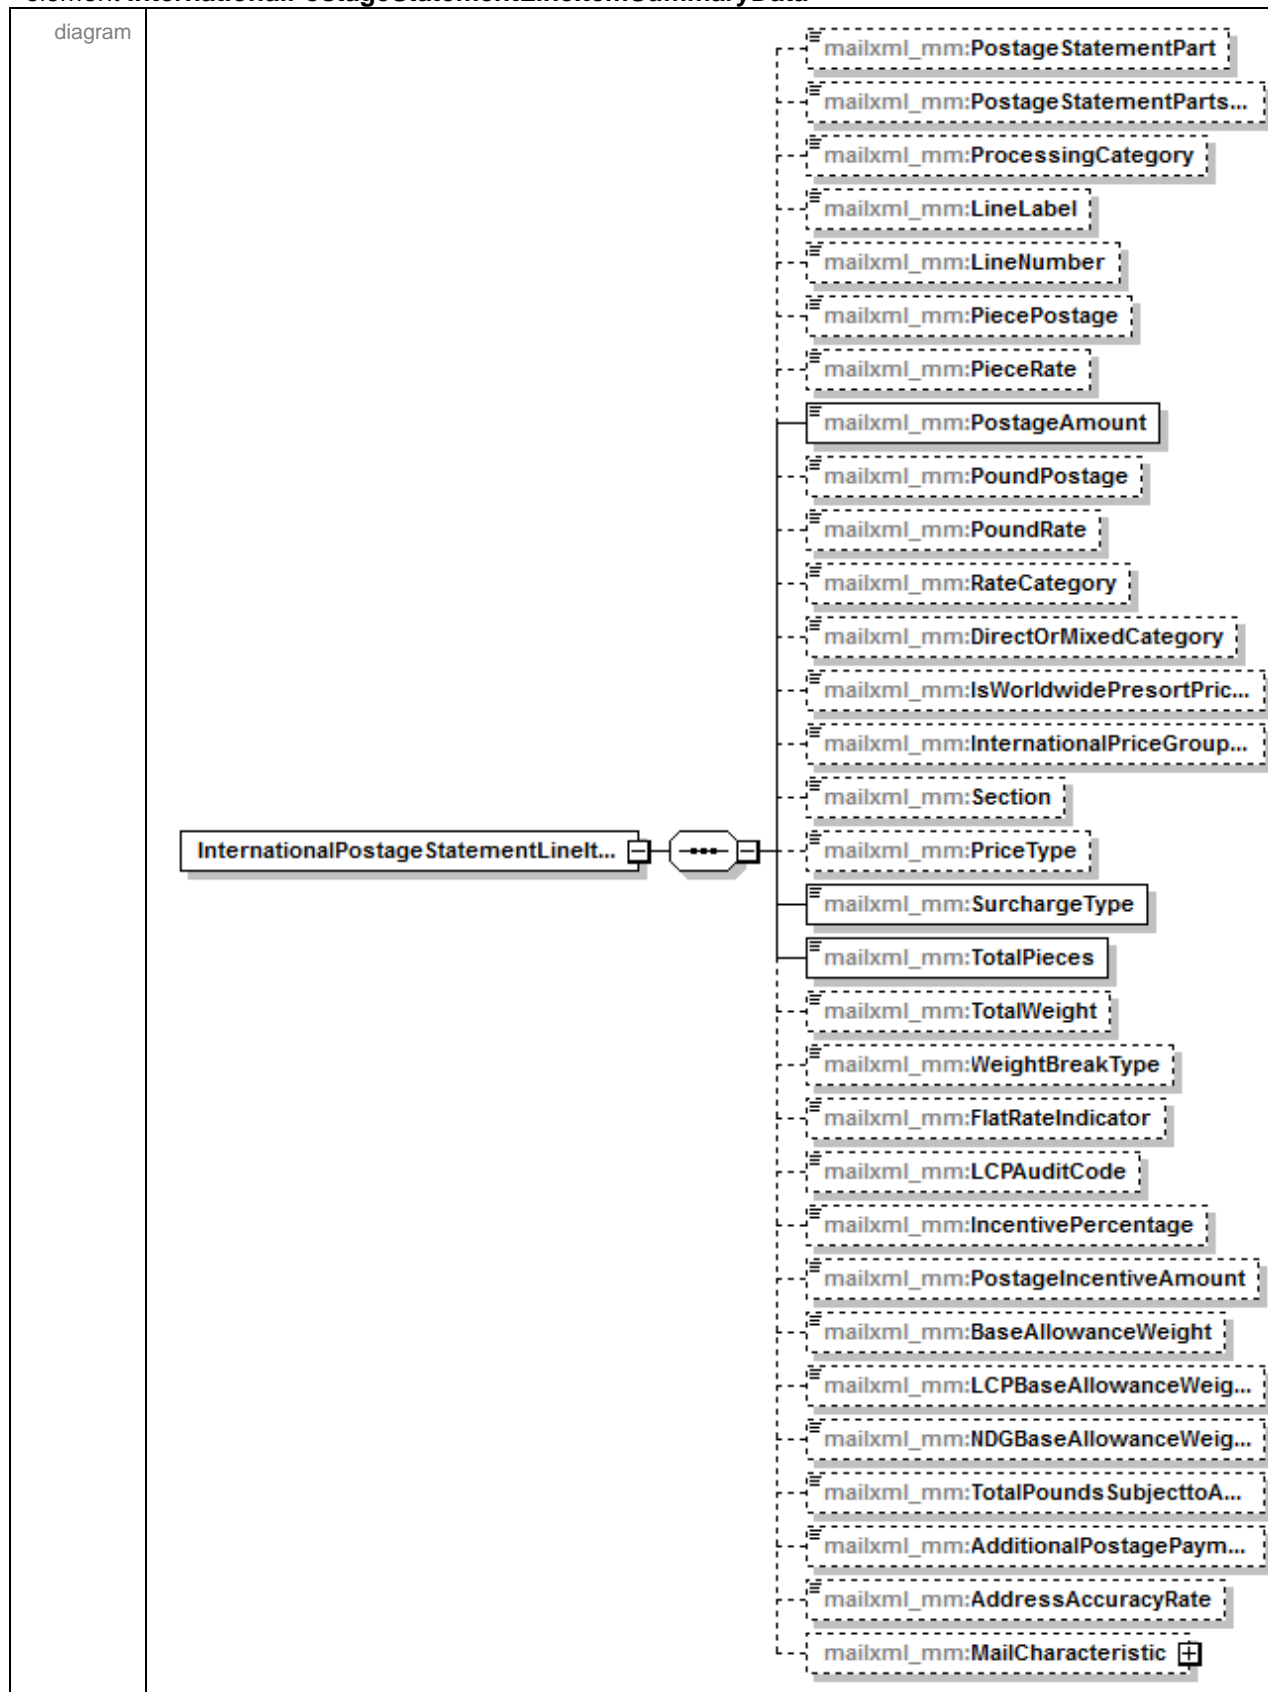 element InternationalPostageStatementLineItemSummaryData
diagram
mailxml_mm:PostageStatementPart
mailxml_mm:PostageStatementParts...
mailxml_mm:ProcessingCategory
mailxml_mm:LineLabel
mailxml_mm:LineNumber
mailxml_mm:PiecePostage
mailxml_mm:PieceRate
mailxml_mm:PostageAmount
mailxml_mm:PoundPostage
mailxml_mm:PoundRate
mailxml_mm:RateCategory
mailxml_mm:DirectOrMixedCategory
mailxml_mm:IsWorldwidePresortPric...
mailxml_mm:InternationalPriceGroup...
mailxml_mm:Section
InternationalPostageStatementLineIt...
mailxml_mm:PriceType
mailxml_mm:SurchargeType
mailxml_mm:TotalPieces
mailxml_mm:TotalWeight
mailxml_mm:WeightBreakType
mailxml_mm:FlatRateIndicator
mailxml_mm:LCPAuditCode
mailxml_mm:IncentivePercentage
mailxml_mm:PostageIncentiveAmount
mailxml_mm:BaseAllowanceWeight
mailxml_mm:LCPBaseAllowanceWeig...
mailxml_mm:NDGBaseAllowanceWeig...
mailxml_mm:TotalPoundsSubjecttoA...
mailxml_mm:AdditionalPostagePaym...
mailxml_mm:AddressAccuracyRate
mailxml_mm:MailCharacteristic